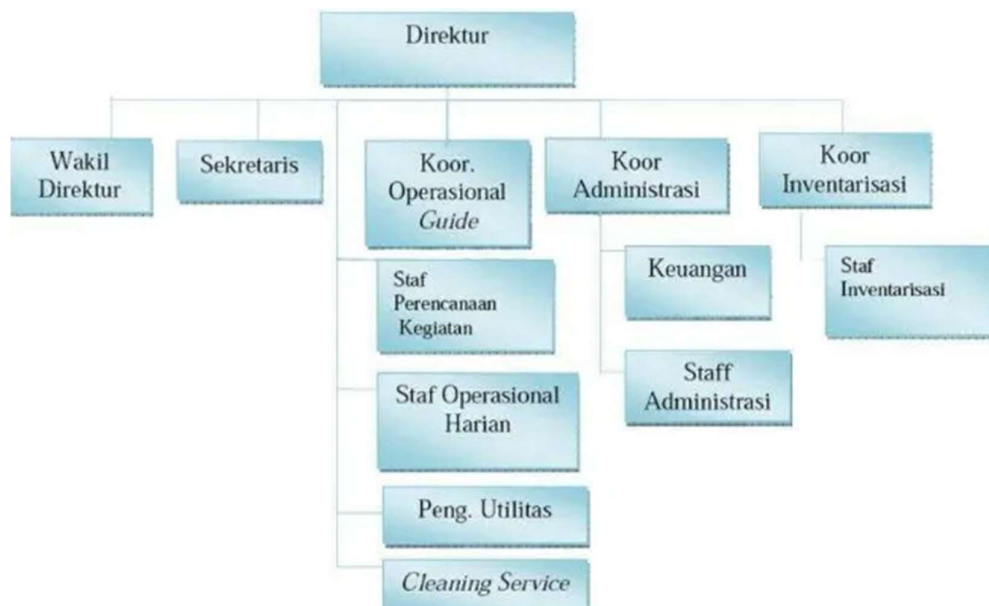 Direktur
Wakil
Direktur
Sekretaris
Koor.
Operasional
Guide
Koor
Administrasi
Koor
Inventarisasi
Staf
Perencanaan
Kegiatan
Keuangan
Staf
Inventarisasi
Staf Operasional
Harian
Staff
Administrasi
Peng. Utilitas
Cleaning Service